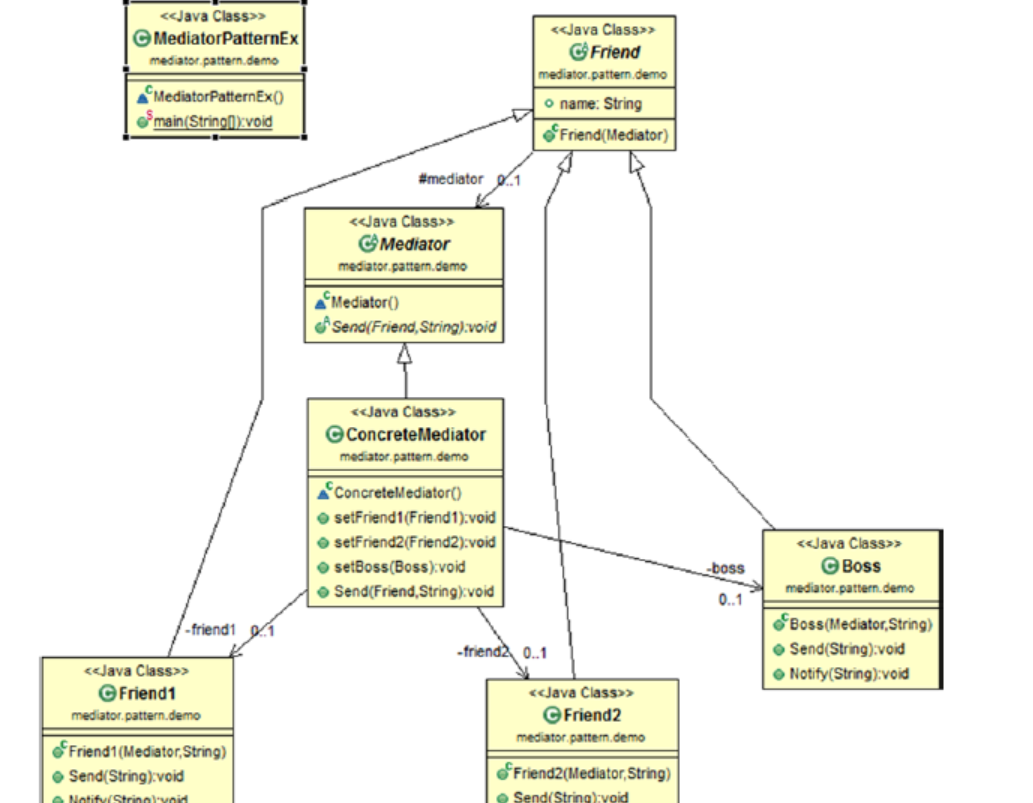 <<Java Class>>
MediatorPatternEx
mediator.pattern.demo
MediatorPatternEx()
main(String[]):void
<<Java Class>>
Friend
mediator.pattern.demo
name: String
Friend(Mediator)
#mediator 0..1
<<Java Class>>
Mediator
mediator.pattern.demo
Mediator()
Send(Friend,String):void
<<Java Class>>
ConcreteMediator
mediator.pattern.demo
ConcreteMediator()
setFriend1(Friend1):void
setFriend2(Friend2):void
setBoss(Boss):void
Send(Friend,String):void
-boss
0..1
<<Java Class>>
Boss
mediator.pattern.demo
Boss(Mediator,String)
Send(String):void
Notify(String):void
-friend1 0..1
-friend2 0..1
<<Java Class>>
Friend1
mediator.pattern.demo
Friend1(Mediator,String)
Send(String):void
Notify(String):void
<<Java Class>>
Friend2
mediator.pattern.demo
Friend2(Mediator,String)
Send(String):void